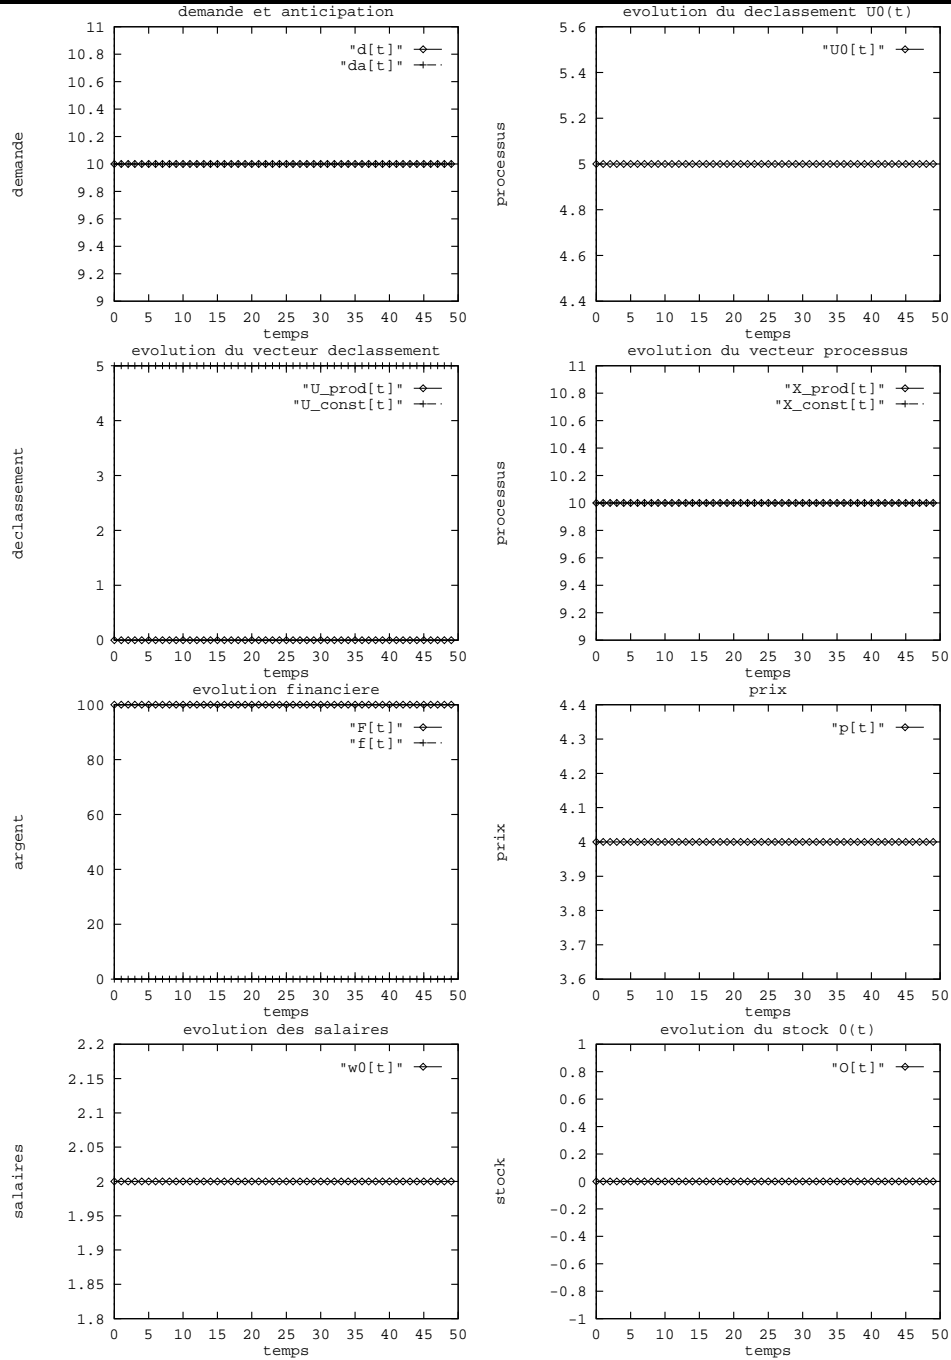 demande et anticipation
11
10.8
10.6
10.4
10.2
10
9.8
9.6
9.4
9.2
9
0 5 10 15 20 25 30 35 40 45 50
temps
demande
"d[t]"
"da[t]"
evolution du declassement U0(t)
5.6
5.4
5.2
5
4.8
4.6
4.4
0 5 10 15 20 25 30 35 40 45 50
temps
processus
"U0[t]"
evolution du vecteur declassement
5
4
3
2
1
0
0 5 10 15 20 25 30 35 40 45 50
temps
declassement
"U_prod[t]"
"U_const[t]"
evolution du vecteur processus
11
10.8
10.6
10.4
10.2
10
9.8
9.6
9.4
9.2
9
0 5 10 15 20 25 30 35 40 45 50
temps
processus
"X_prod[t]"
"X_const[t]"
evolution financiere
100
80
60
40
20
0
0 5 10 15 20 25 30 35 40 45 50
temps
argent
"F[t]"
"f[t]"
prix
4.4
4.3
4.2
4.1
4
3.9
3.8
3.7
3.6
0 5 10 15 20 25 30 35 40 45 50
temps
prix
"p[t]"
evolution des salaires
2.2
2.15
2.1
2.05
2
1.95
1.9
1.85
1.8
0 5 10 15 20 25 30 35 40 45 50
temps
salaires
"w0[t]"
evolution du stock 0(t)
1
0.8
0.6
0.4
0.2
0
-0.2
-0.4
-0.6
-0.8
-1
0 5 10 15 20 25 30 35 40 45 50
temps
stock
"O[t]"